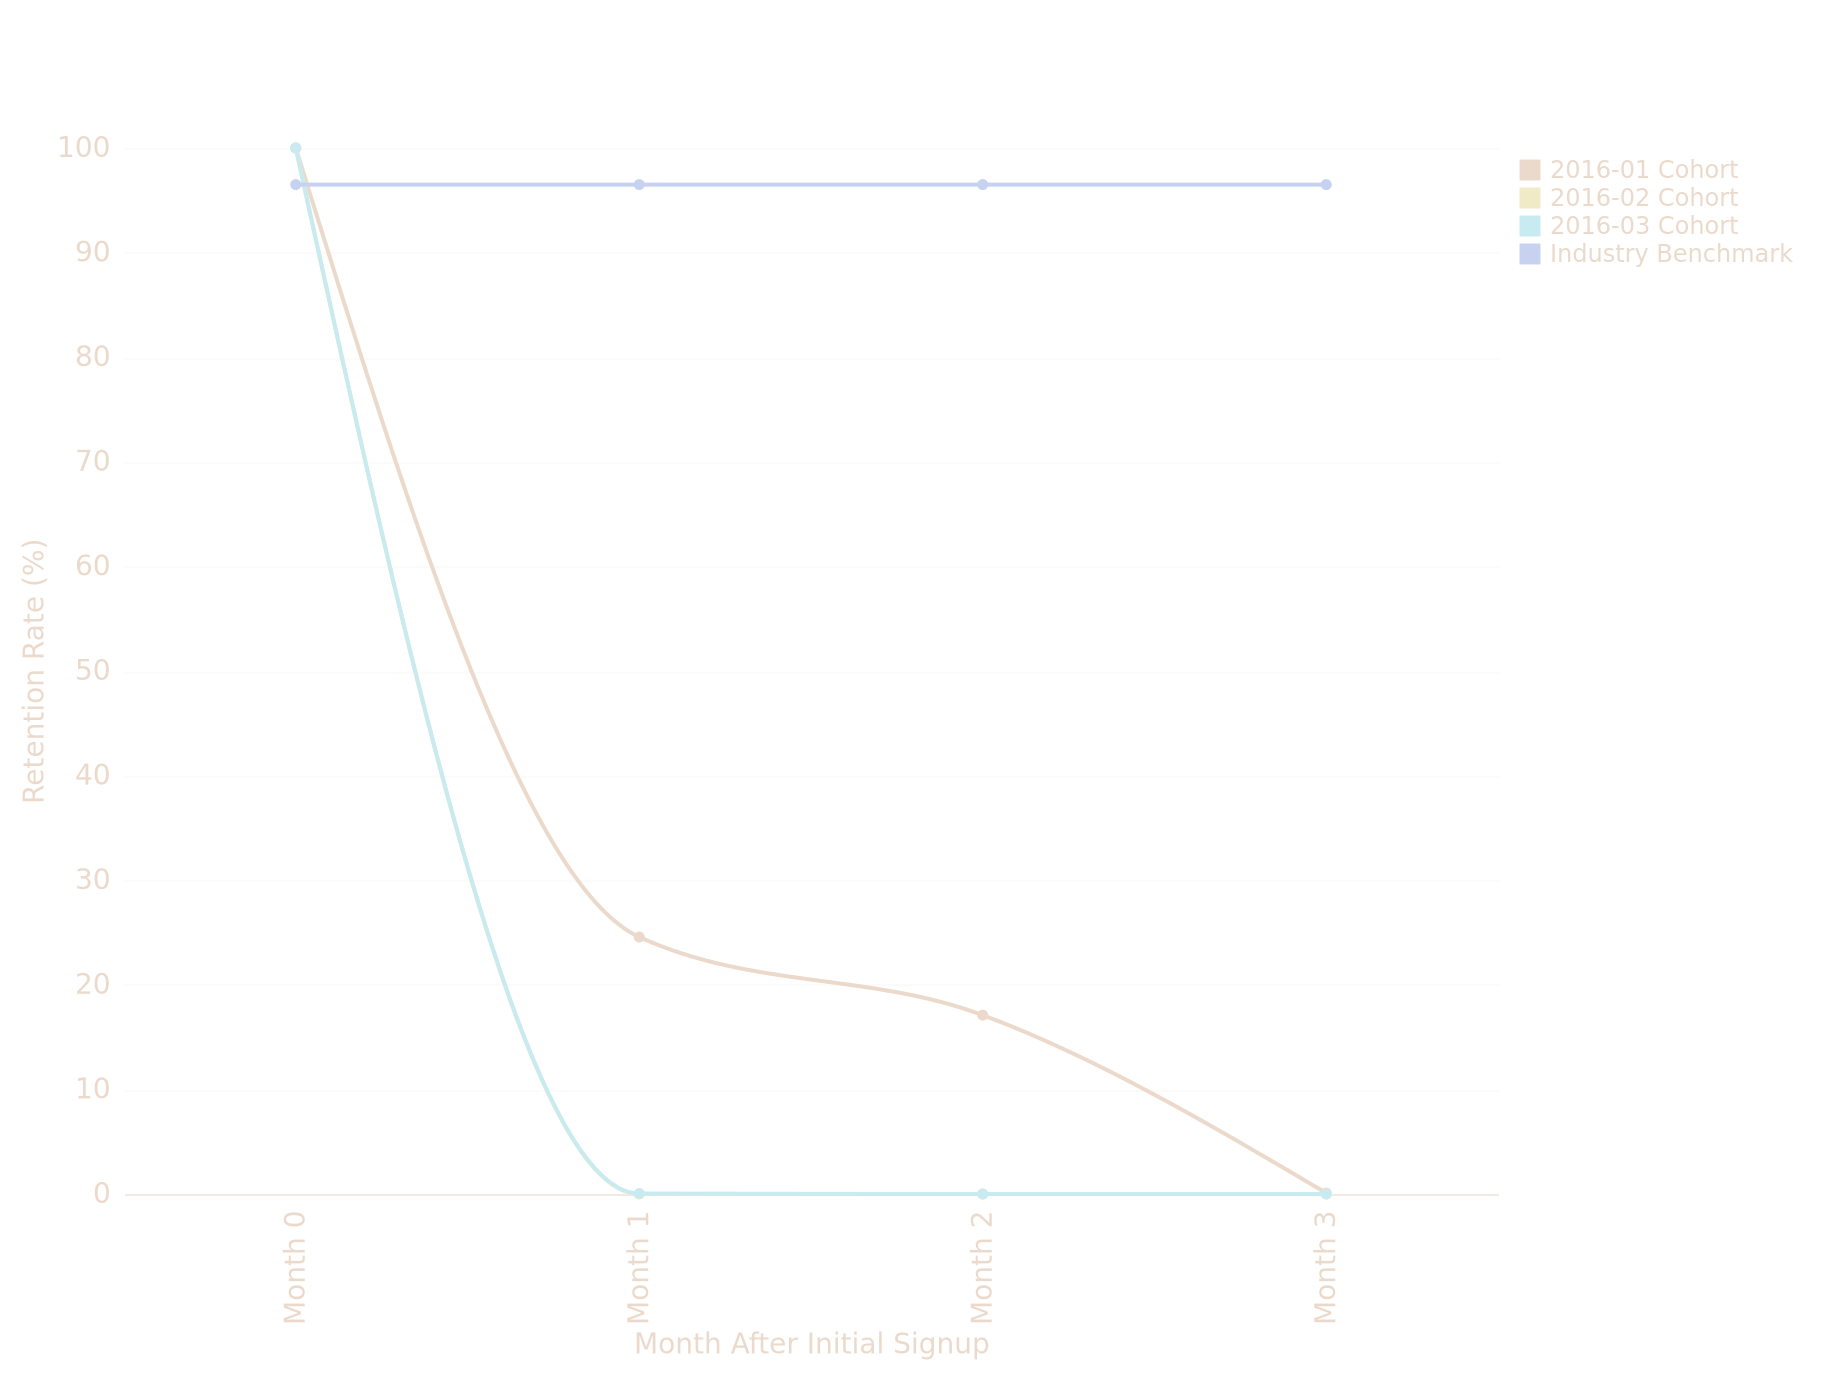 100
90
80
70
60
50
40
30
20
10
0
Retention Rate (%)
Month 0
Month 1
Month 2
Month 3
Month After Initial Signup
2016-01 Cohort
2016-02 Cohort
2016-03 Cohort
Industry Benchmark